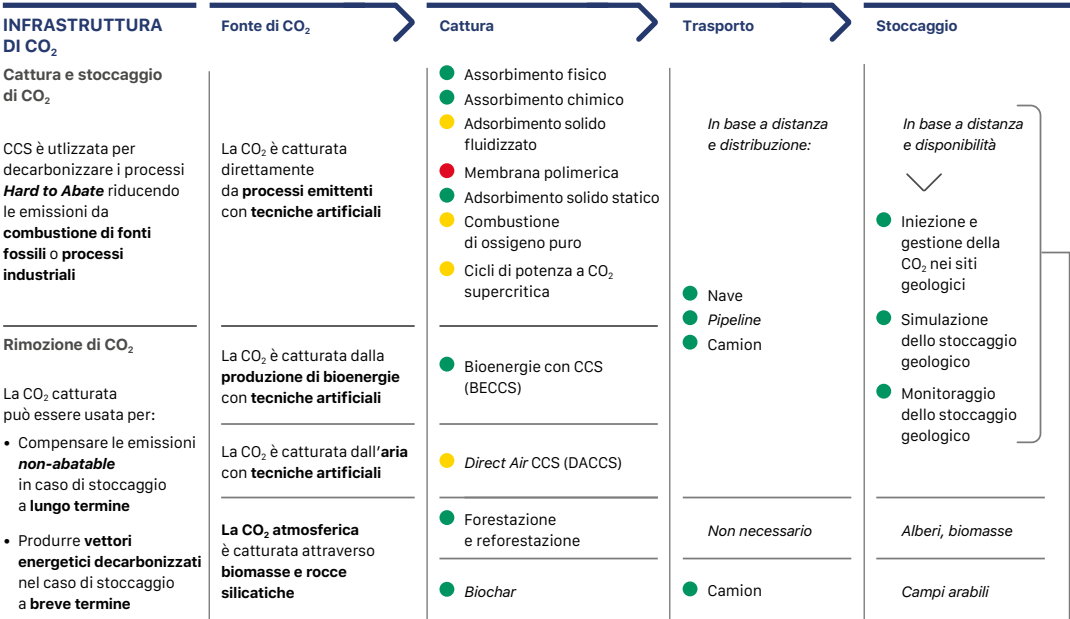 INFRASTRUTTURA
DI CO₂
Fonte di CO₂
Cattura
Trasporto
Stoccaggio
Cattura e stoccaggio
di CO₂
CCS è utlizzata per
decarbonizzare i processi
Hard to Abate riducendo
le emissioni da
combustione di fonti
fossili o processi
industriali
La CO₂ è catturata
direttamente
da processi emittenti
con tecniche artificiali
Assorbimento fisico
Assorbimento chimico
Adsorbimento solido
fluidizzato
Membrana polimerica
Adsorbimento solido statico
Combustione
di ossigeno puro
Cicli di potenza a CO₂
supercritica
In base a distanza
e distribuzione:
Nave
Pipeline
Camion
In base a distanza
e disponibilità
Iniezione e
gestione della
CO₂ nei siti
geologici
Simulazione
dello stoccaggio
geologico
Monitoraggio
dello stoccaggio
geologico
Rimozione di CO₂
La CO₂ catturata
può essere usata per:
• Compensare le emissioni
non-abatable
in caso di stoccaggio
a lungo termine
• Produrre vettori
energetici decarbonizzati
nel caso di stoccaggio
a breve termine
La CO₂ è catturata dalla
produzione di bioenergie
con tecniche artificiali
Bioenergie con CCS
(BECCS)
La CO₂ è catturata dall'aria
con tecniche artificiali
Direct Air CCS (DACCS)
La CO₂ atmosferica
è catturata attraverso
biomasse e rocce
silicatiche
Forestazione
e reforestazione
Non necessario
Alberi, biomasse
Biochar
Camion
Campi arabili